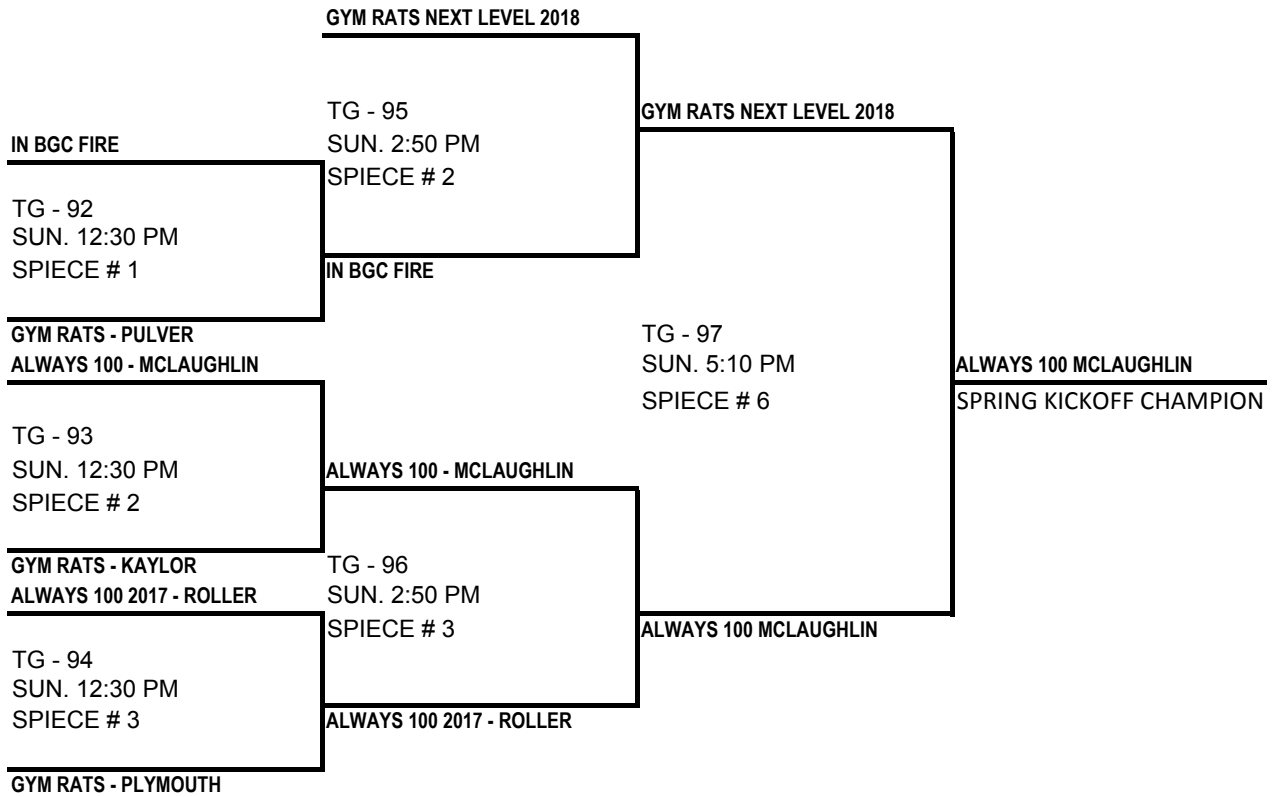 GYM RATS NEXT LEVEL 2018
TG - 95
SUN. 2:50 PM
SPIECE # 2
GYM RATS NEXT LEVEL 2018
IN BGC FIRE
TG - 92
SUN. 12:30 PM
SPIECE # 1
IN BGC FIRE
GYM RATS - PULVER
ALWAYS 100 - MCLAUGHLIN
TG - 97
SUN. 5:10 PM
SPIECE # 6
ALWAYS 100 MCLAUGHLIN
SPRING KICKOFF CHAMPION
TG - 93
SUN. 12:30 PM
SPIECE # 2
ALWAYS 100 - MCLAUGHLIN
GYM RATS - KAYLOR
ALWAYS 100 2017 - ROLLER
TG - 96
SUN. 2:50 PM
SPIECE # 3
ALWAYS 100 MCLAUGHLIN
TG - 94
SUN. 12:30 PM
SPIECE # 3
ALWAYS 100 2017 - ROLLER
GYM RATS - PLYMOUTH